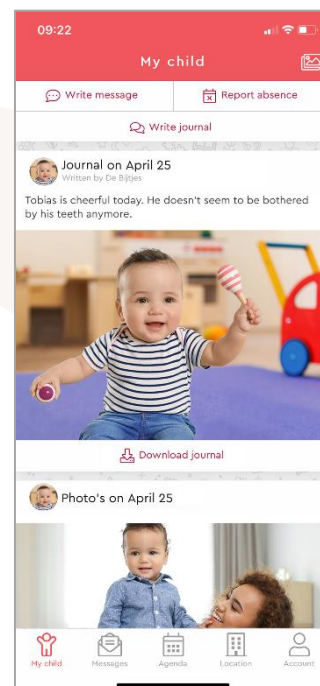 09:22
My child
Write message
Report absence
Write journal
Journal on April 25
Written by De Bijtjes
Tobias is cheerful today. He doesn't seem to be bothered
by his teeth anymore.
Download journal
Photo's on April 25
My child
Messages
Agenda
Location
Account